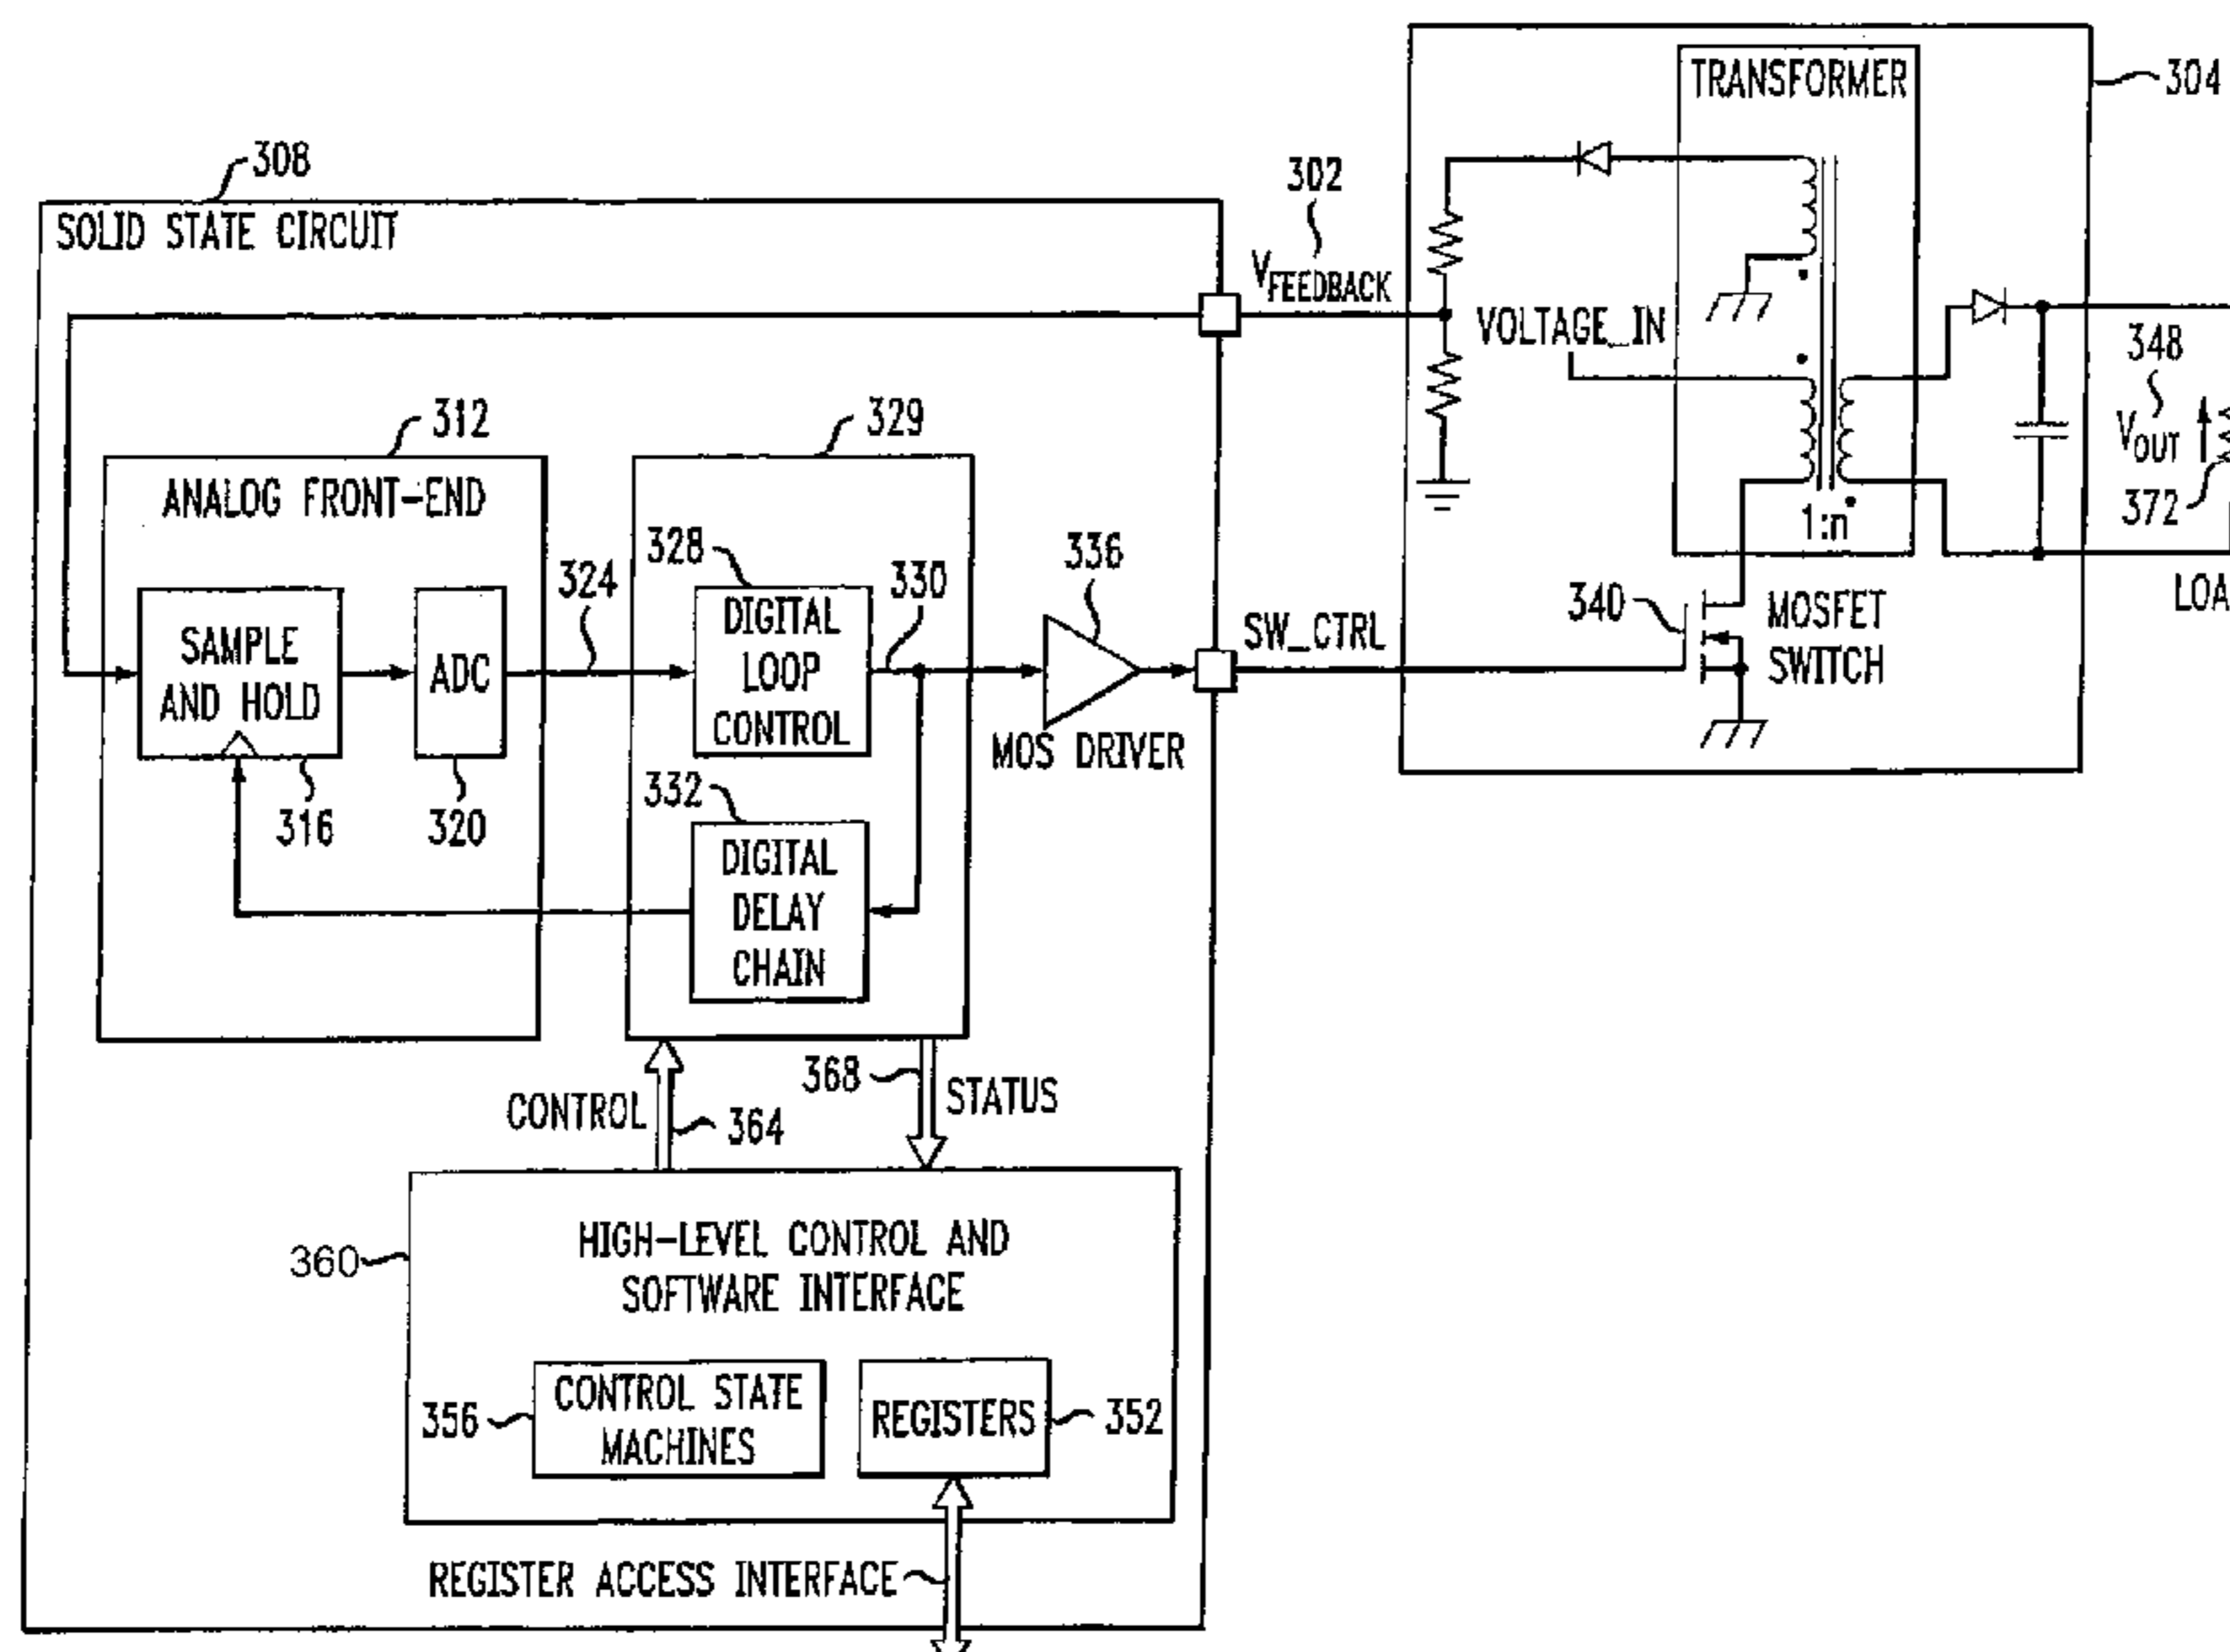 TRANSFORMER
304
308
302
SOLID STATE CIRCUIT
VFEEDBACK
VOLTAGE_IN
348
VOUT
372
1:n
LOA
312
329
ANALOG FRONT-END
328
324
330
336
340
MOSFET
SWITCH
SW_CTRL
SAMPLE
AND HOLD
ADC
DIGITAL
LOOP
CONTROL
MOS DRIVER
316
320
332
DIGITAL
DELAY
CHAIN
368
STATUS
CONTROL
364
360
HIGH-LEVEL CONTROL AND
SOFTWARE INTERFACE
356
CONTROL STATE
MACHINES
REGISTERS
352
REGISTER ACCESS INTERFACE